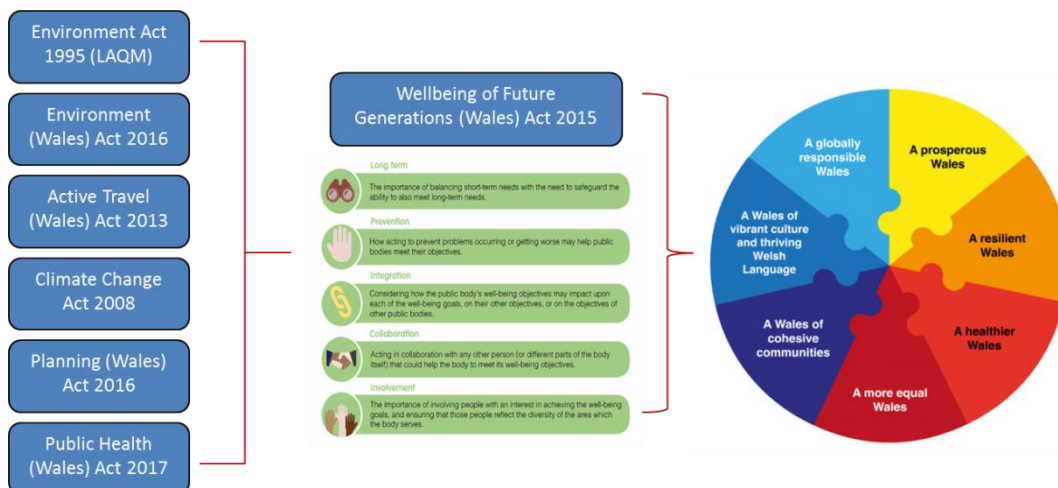 Environment Act
1995 (LAQM)
Environment
(Wales) Act 2016
Active Travel
(Wales) Act 2013
Climate Change
Act 2008
Planning (Wales)
Act 2016
Public Health
(Wales) Act 2017
Wellbeing of Future
Generations (Wales) Act 2015
Long term
The importance of balancing short-term needs with the need to safeguard the
ability to also meet long-term needs.
Prevention
How acting to prevent problems occurring or getting worse may help public
bodies meet their objectives.
Integration
Considering how the public body's well-being objectives may impact upon
each of the well-being goals, on their other objectives, or on the objectives of
other public bodies.
Collaboration
Acting in collaboration with any other person (or different parts of the body
itself) that could help the body to meet its well-being objectives.
Involvement
The importance of involving people with an interest in achieving the well-being
goals, and ensuring that those people reflect the diversity of the area which
the body serves.
A prosperous
Wales
A resilient
Wales
A healthier
Wales
A more equal
Wales
A Wales of
cohesive
communities
A Wales of
vibrant culture
and thriving
Welsh
Language
A globally
responsible
Wales